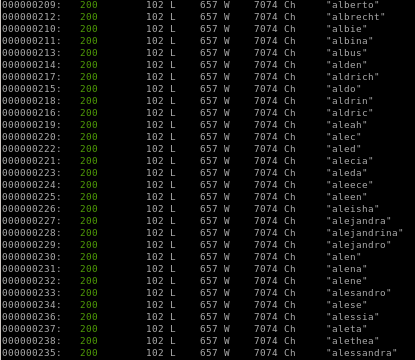 000000209: 200 102 L 657 W 7074 Ch "alberto"
000000212: 200 102 L 657 W 7074 Ch "albrecht"
000000210: 200 102 L 657 W 7074 Ch "albie"
000000211: 200 102 L 657 W 7074 Ch "albina"
000000213: 200 102 L 657 W 7074 Ch "albus"
000000214: 200 102 L 657 W 7074 Ch "alden"
000000217: 200 102 L 657 W 7074 Ch "aldrich"
000000215: 200 102 L 657 W 7074 Ch "aldo"
000000218: 200 102 L 657 W 7074 Ch "aldrin"
000000216: 200 102 L 657 W 7074 Ch "aldric"
000000219: 200 102 L 657 W 7074 Ch "aleah"
000000220: 200 102 L 657 W 7074 Ch "alec"
000000222: 200 102 L 657 W 7074 Ch "aled"
000000221: 200 102 L 657 W 7074 Ch "alecia"
000000223: 200 102 L 657 W 7074 Ch "aleda"
000000224: 200 102 L 657 W 7074 Ch "aleece"
000000225: 200 102 L 657 W 7074 Ch "aleen"
000000226: 200 102 L 657 W 7074 Ch "aleisha"
000000227: 200 102 L 657 W 7074 Ch "alejandra"
000000228: 200 102 L 657 W 7074 Ch "alejandrina"
000000229: 200 102 L 657 W 7074 Ch "alejandro"
000000230: 200 102 L 657 W 7074 Ch "alen"
000000231: 200 102 L 657 W 7074 Ch "alena"
000000232: 200 102 L 657 W 7074 Ch "alene"
000000233: 200 102 L 657 W 7074 Ch "alesandro"
000000234: 200 102 L 657 W 7074 Ch "alese"
000000236: 200 102 L 657 W 7074 Ch "alessia"
000000237: 200 102 L 657 W 7074 Ch "aleta"
000000238: 200 102 L 657 W 7074 Ch "alethea"
000000235: 200 102 L 657 W 7074 Ch "alessandra"